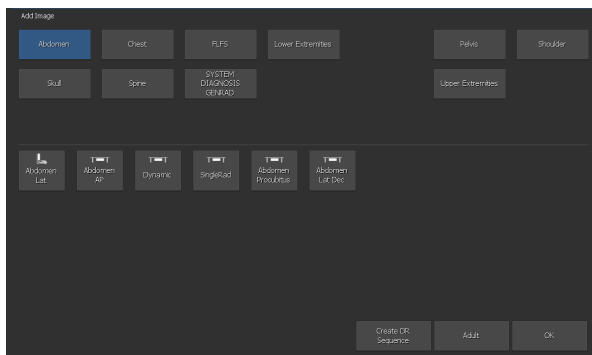 Add Image
Abdomen
Chest
FLFS
Lower Extremities
Pelvis
Shoulder
Skull
Spine
SYSTEM
DIAGNOSIS
GENRAD
Upper Extremities
Abdomen
Lat
Abdomen
AP
Dynamic
SingleRad
Abdomen
Procubitus
Abdomen
Lat Dec
Create DR
Sequence
Adult
OK